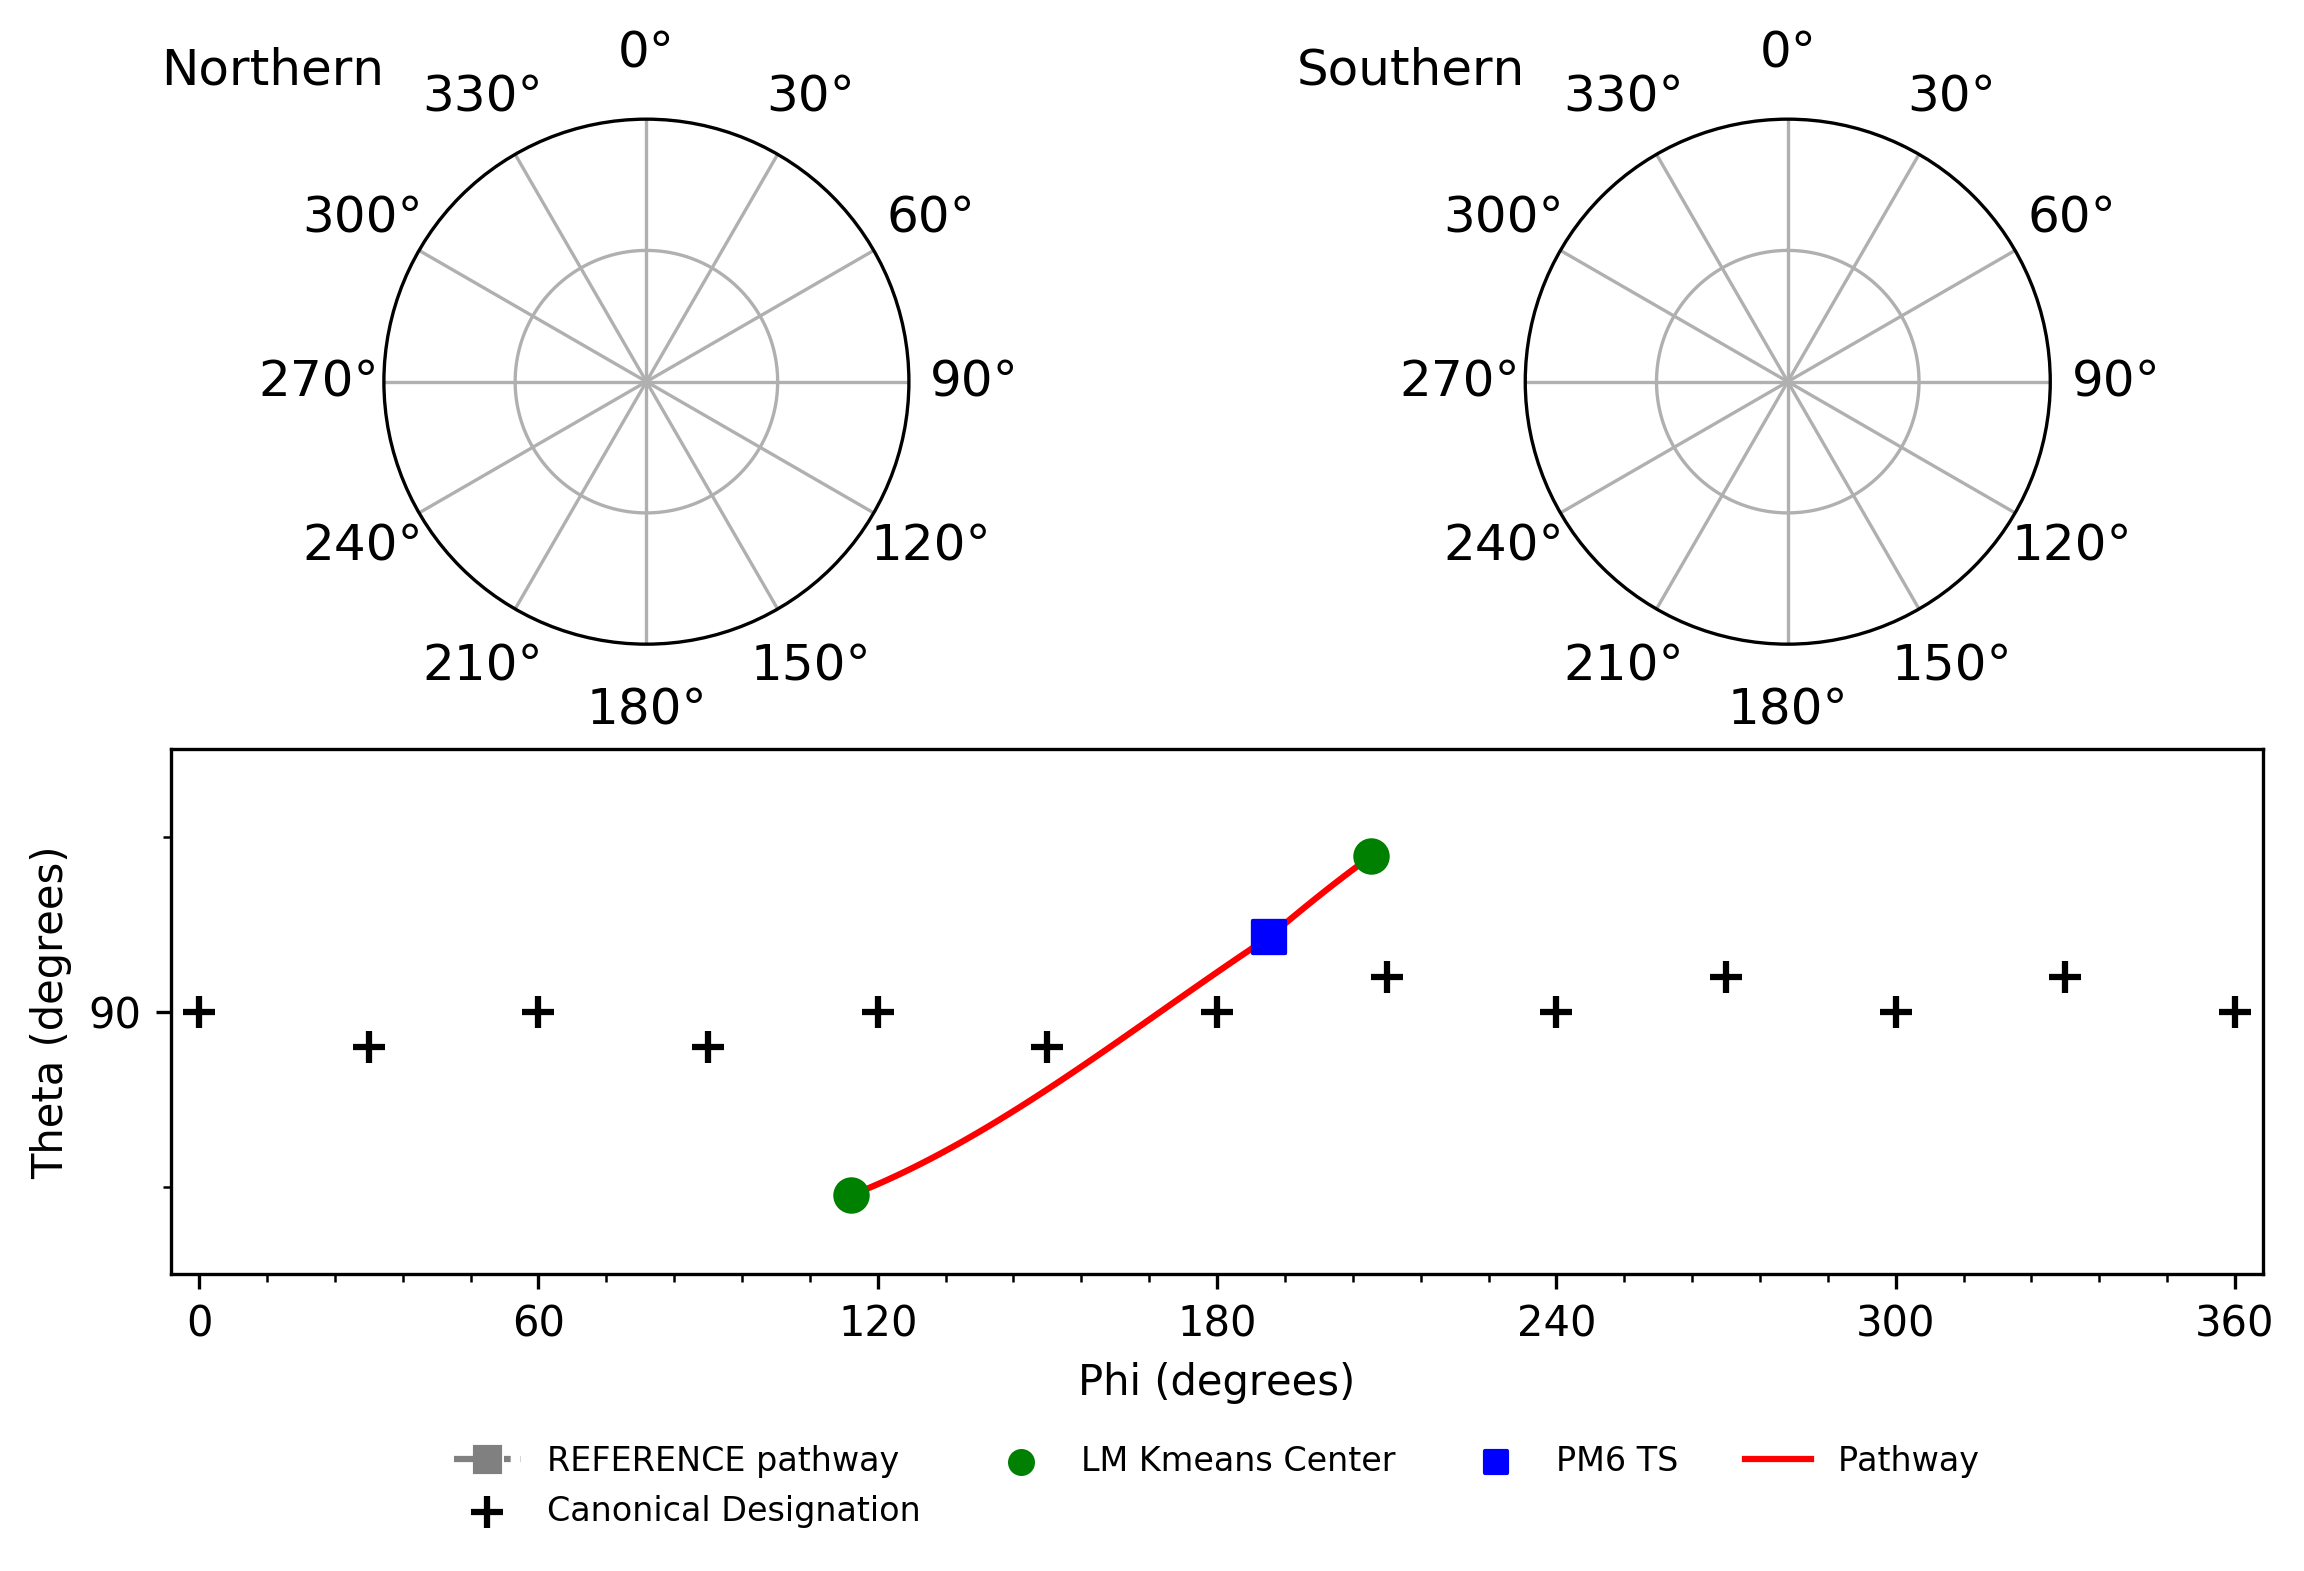 Northern
0°
330°
30°
300°
60°
270°
90°
240°
120°
210°
150°
180°
Southern
0°
330°
30°
300°
60°
270°
90°
240°
120°
210°
150°
180°
Theta (degrees)
90
0 60 120 180 240 300 360
Phi (degrees)
REFERENCE pathway
Canonical Designation
LM Kmeans Center
PM6 TS
Pathway